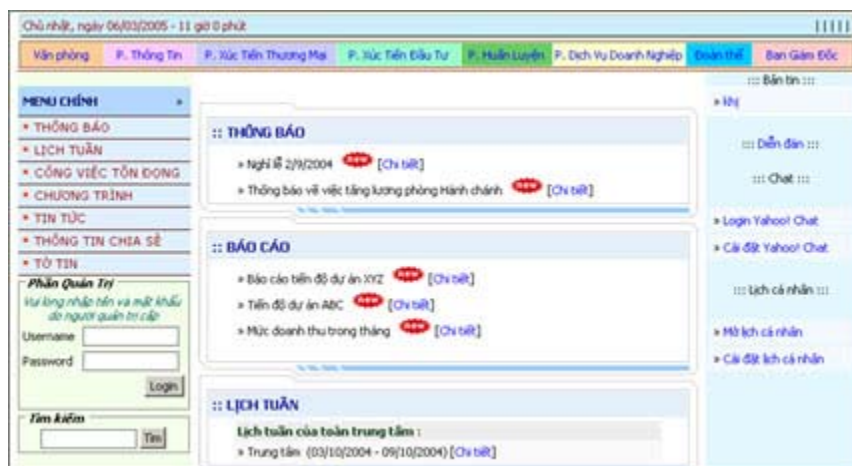 Chủ nhật, ngày 06/03/2005 - 11 giờ 0 phút
Văn phòng P. Thông Tin P. Xúc Tiến Thương Mại P. Xúc Tiến Đầu Tư P. Huấn Luyện P. Dịch Vụ Doanh Nghiệp Đoàn thể Ban Giám Đốc
MENU CHÍNH »
THÔNG BÁO
LỊCH TUẦN
CÔNG VIỆC TỒN ĐỌNG
CHƯƠNG TRÌNH
TIN TỨC
THÔNG TIN CHIA SẺ
TỜ TIN
Phần Quản Trị
Vui lòng nhập tên và mật khẩu
do người quản trị cấp
Username
Password
Login
Tìm kiếm
Tìm
:: THÔNG BÁO
» Nghỉ lễ 2/9/2004 new [Chi tiết]
» Thông báo về việc tăng lương phòng Hành chánh new [Chi tiết]
:: BÁO CÁO
» Báo cáo tiến độ dự án XYZ new [Chi tiết]
» Tiến độ dự án ABC new [Chi tiết]
» Mức doanh thu trong tháng new [Chi tiết]
:: LỊCH TUẦN
Lịch tuần của toàn trung tâm :
» Trung tâm (03/10/2004 - 09/10/2004) [Chi tiết]
::: Bản tin :::
»
::: Diễn đàn :::
::: Chat :::
» Login Yahoo! Chat
» Cài đặt Yahoo! Chat
::: Lịch cá nhân :::
» Mở lịch cá nhân
» Cài đặt lịch cá nhân